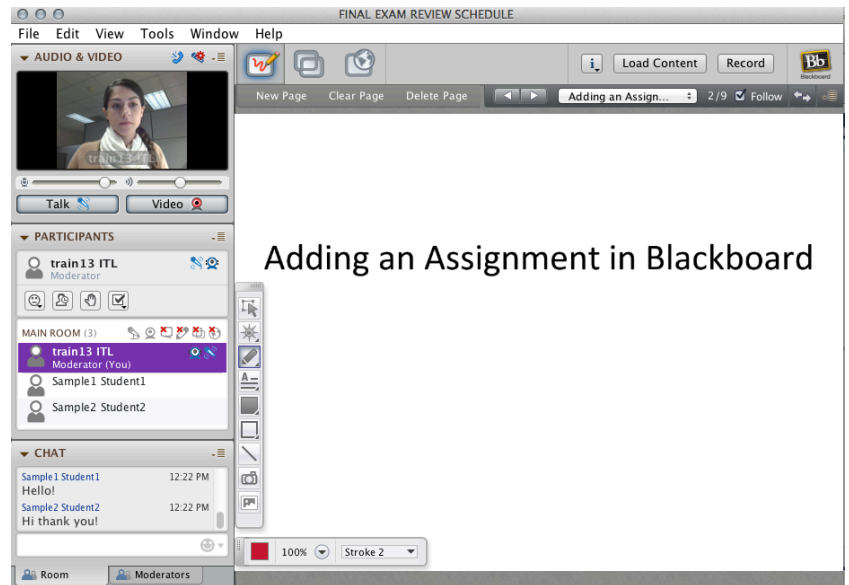 FINAL EXAM REVIEW SCHEDULE
File Edit View Tools Window Help
AUDIO & VIDEO
train13 ITL
Talk Video
PARTICIPANTS
train13 ITL
Moderator
MAIN ROOM (3)
train13 ITL
Moderator (You)
Sample1 Student1
Sample2 Student2
CHAT
Sample1 Student1 12:22 PM
Hello!
Sample2 Student2 12:22 PM
Hi thank you!
Room Moderators
i Load Content Record
Bb
Blackboard
New Page Clear Page Delete Page Adding an Assign... 2/9 Follow
Adding an Assignment in Blackboard
A
100% Stroke 2